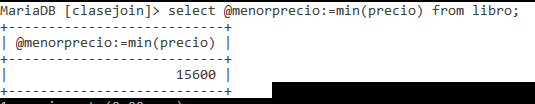 MariaDB [clasejoin]> select @menorprecio:=min(precio) from libro;
+---------------------------+
| @menorprecio:=min(precio) |
+---------------------------+
|                     15600 |
+---------------------------+